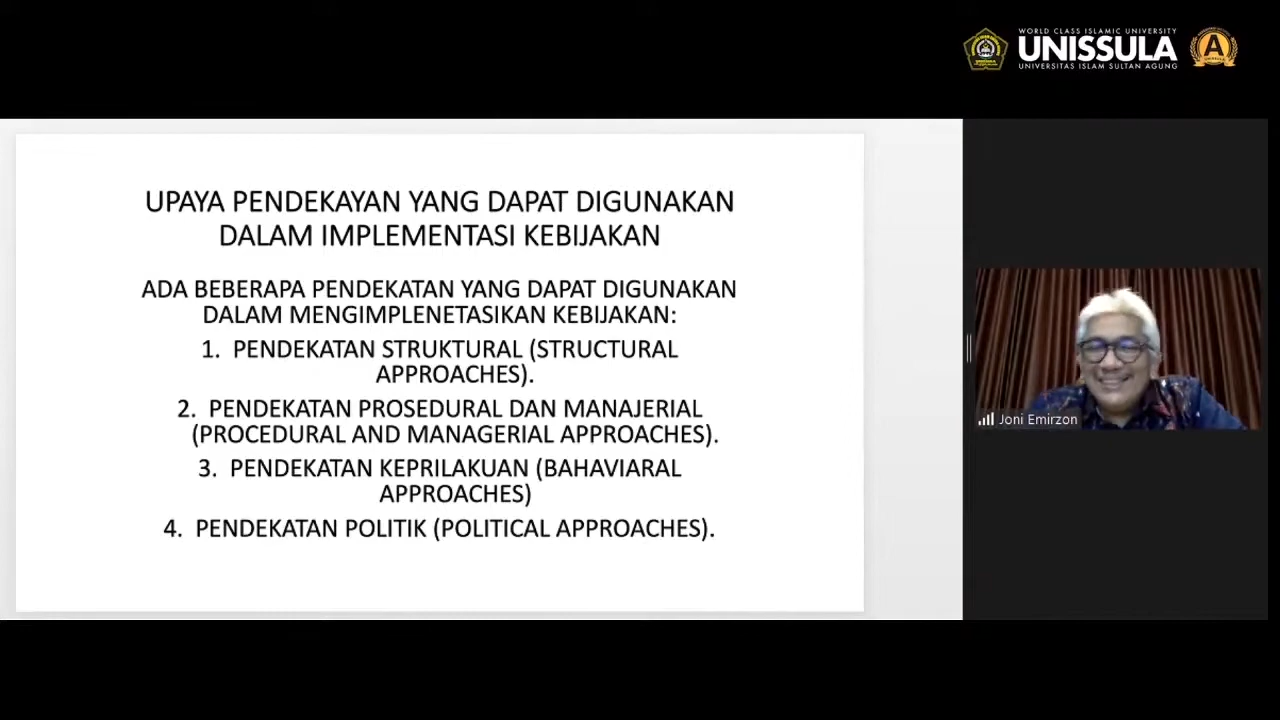 WORLD CLASS ISLAMIC UNIVERSITY
UNISSULA
UNIVERSITAS ISLAM SULTAN AGUNG
A
UPAYA PENDEKAYAN YANG DAPAT DIGUNAKAN
DALAM IMPLEMENTASI KEBIJAKAN
ADA BEBERAPA PENDEKATAN YANG DAPAT DIGUNAKAN
DALAM MENGIMPLENETASIKAN KEBIJAKAN:
1. PENDEKATAN STRUKTURAL (STRUCTURAL
APPROACHES).
2. PENDEKATAN PROSEDURAL DAN MANAJERIAL
(PROCEDURAL AND MANAGERIAL APPROACHES).
3. PENDEKATAN KEPRILAKUAN (BAHAVIARAL
APPROACHES)
4. PENDEKATAN POLITIK (POLITICAL APPROACHES).
Joni Emirzon